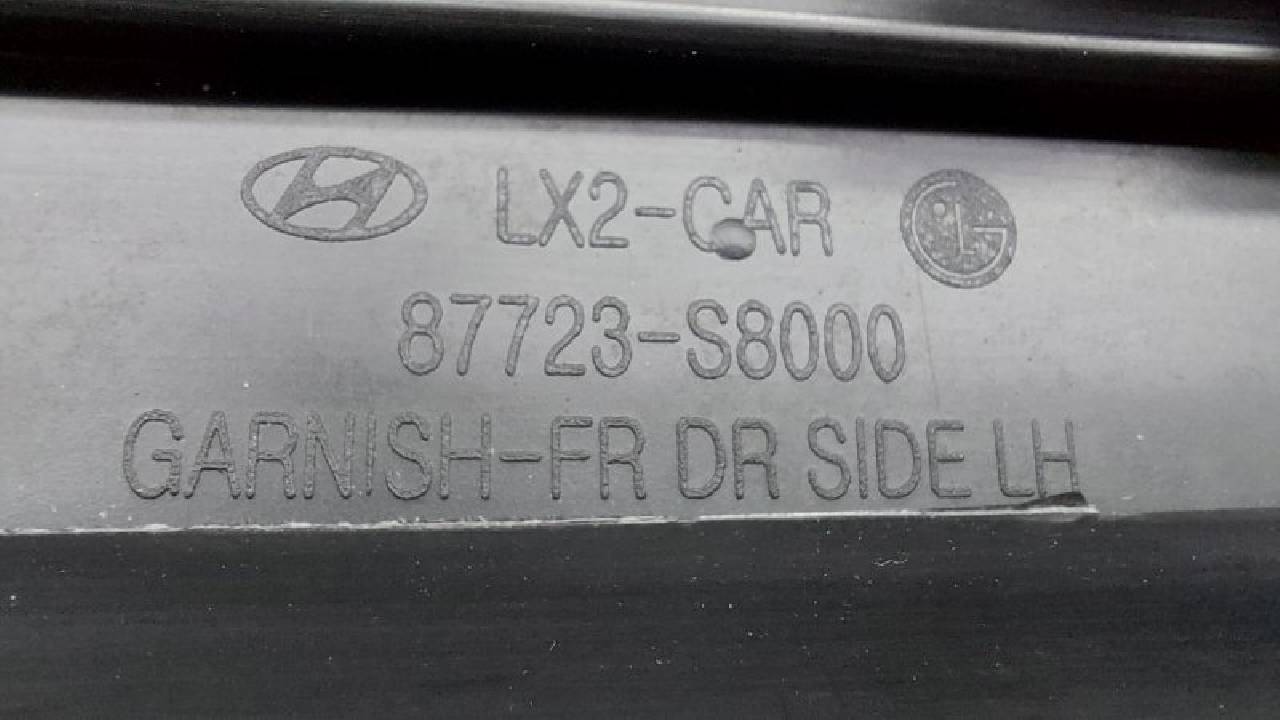 LX2-CAR
87723-S8000
GARNISH-FR DR SIDE LH